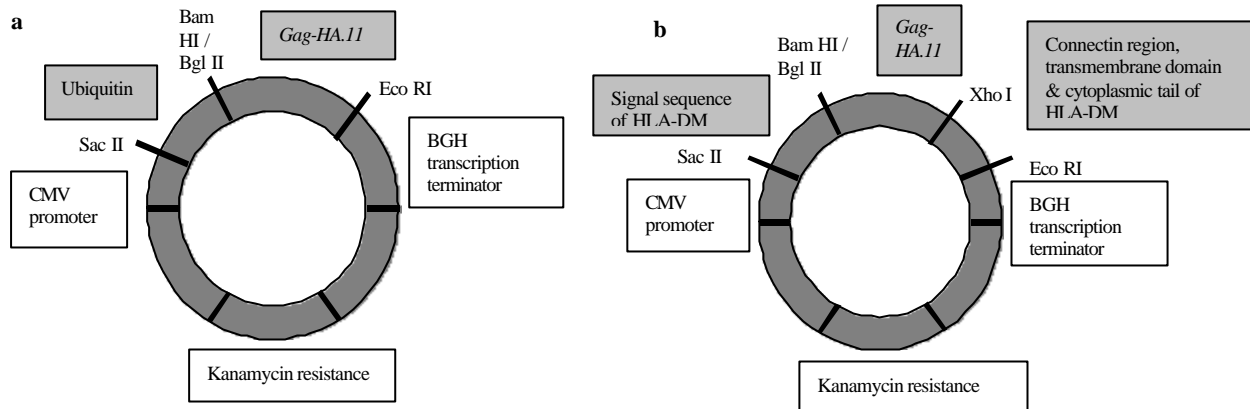 a
Bam
HI /
Bgl II
Gag-HA.11
Ubiquitin
Eco RI
Sac II
BGH
transcription
terminator
CMV
promoter
Kanamycin resistance
b
Gag-
HA.11
Bam HI /
Bgl II
Connectin region,
transmembrane domain
& cytoplasmic tail of
HLA-DM
Signal sequence
of HLA-DM
Xho I
Sac II
Eco RI
CMV
promoter
BGH
transcription
terminator
Kanamycin resistance